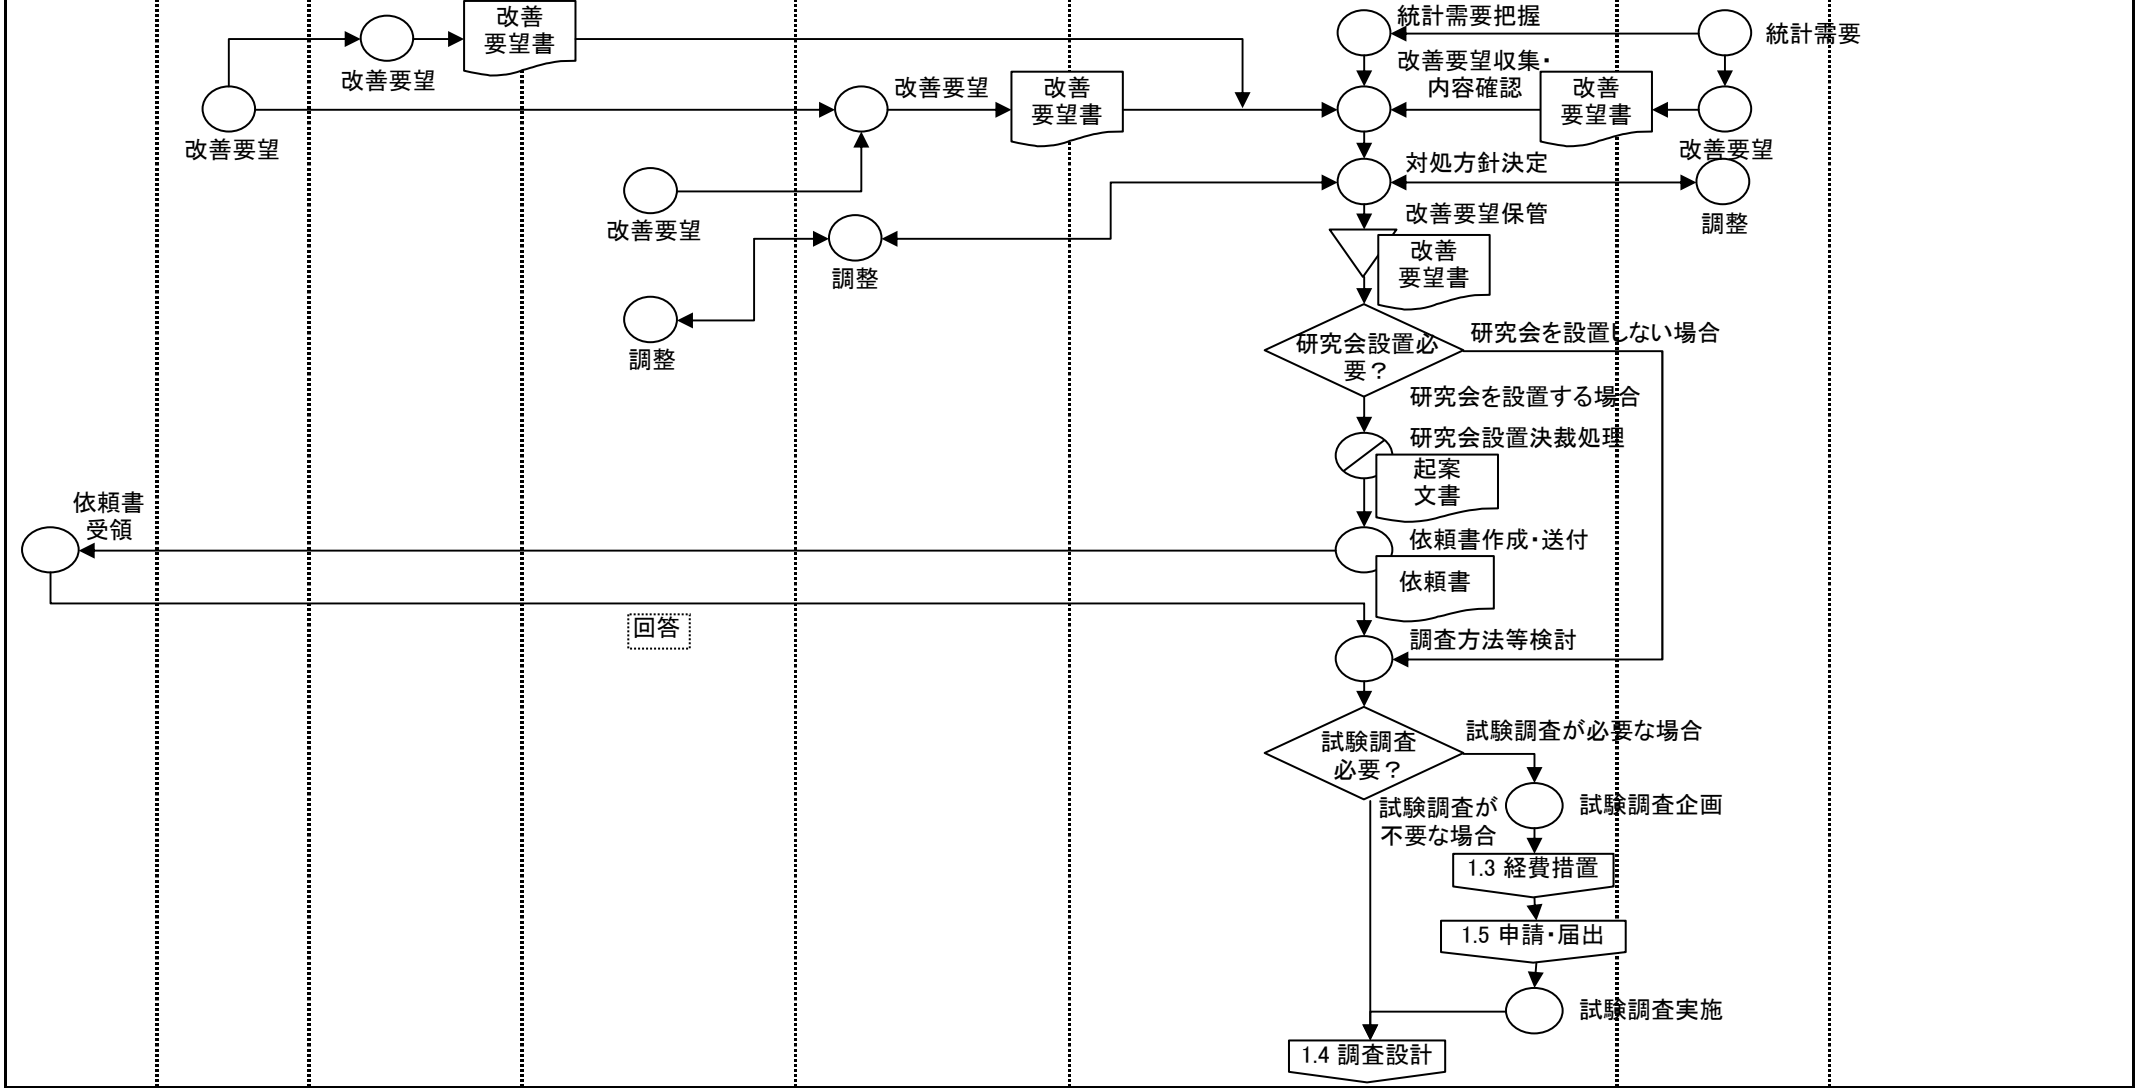 改善
要望書
改善要望
改善要望
改善要望
改善
要望書
統計需要把握
統計需要
改善要望収集・
内容確認
改善
要望書
改善要望
対処方針決定
調整
改善要望
調整
調整
改善要望保管
改善
要望書
研究会設置必
要？
研究会を設置しない場合
研究会を設置する場合
研究会設置決裁処理
起案
文書
依頼書
受領
依頼書作成・送付
依頼書
回答
調査方法等検討
試験調査
必要？
試験調査が必要な場合
試験調査が
不要な場合
試験調査企画
1.3 経費措置
1.5 申請・届出
試験調査実施
1.4 調査設計